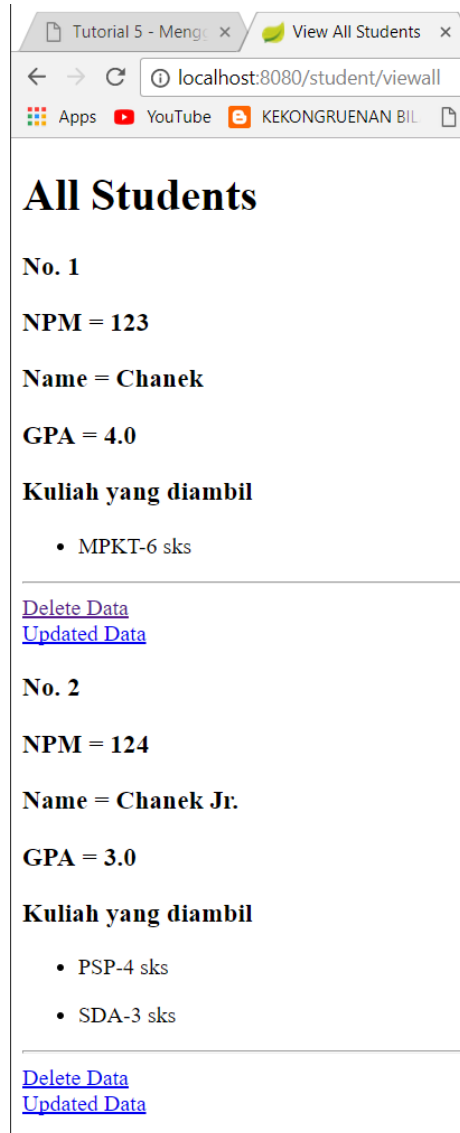 Tutorial 5 - Mengg
View All Students
localhost:8080/student/viewall
Apps YouTube KEKONGRUENAN BIL
All Students
No. 1
NPM = 123
Name = Chanek
GPA = 4.0
Kuliah yang diambil
• MPKT-6 sks
Delete Data
Updated Data
No. 2
NPM = 124
Name = Chanek Jr.
GPA = 3.0
Kuliah yang diambil
• PSP-4 sks
• SDA-3 sks
Delete Data
Updated Data